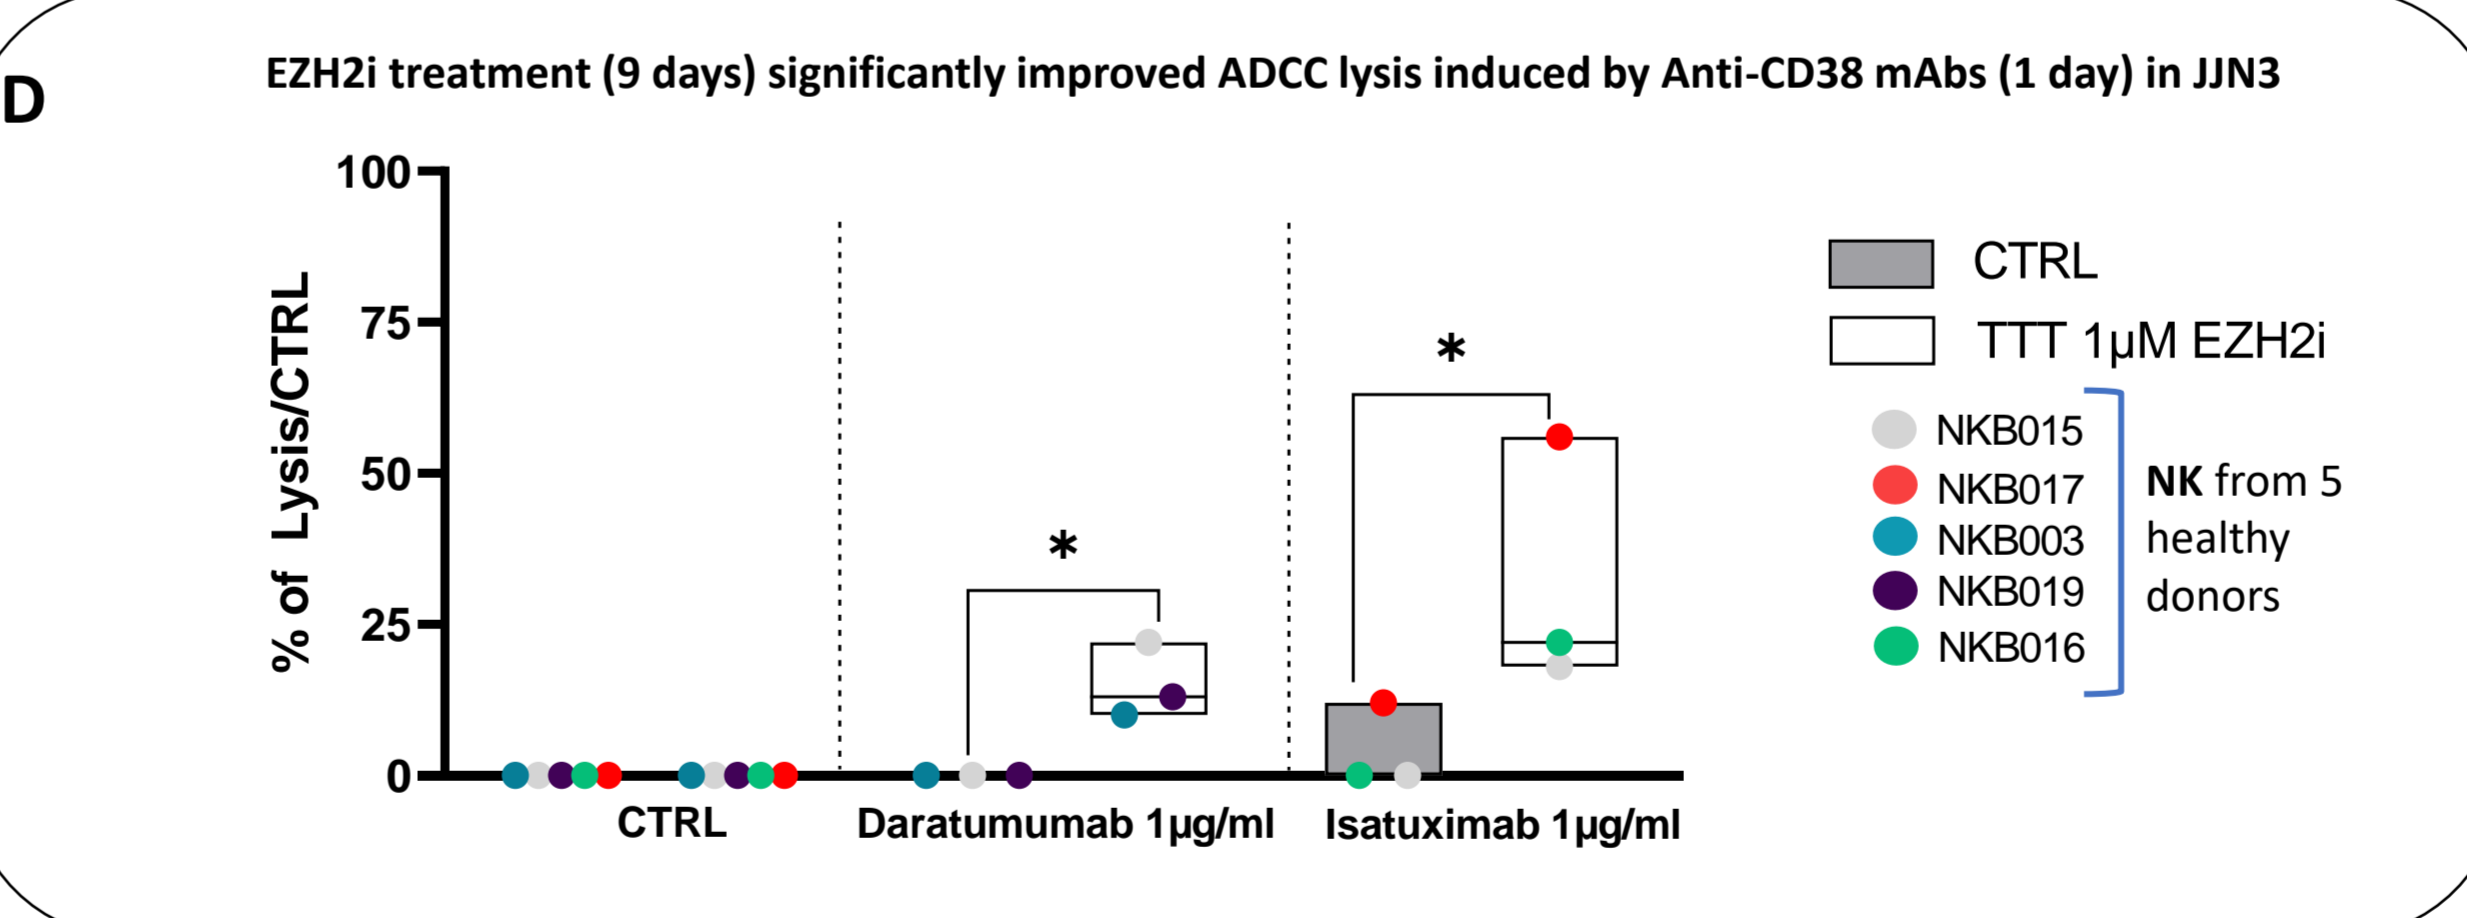 D
EZH2i treatment (9 days) significantly improved ADCC lysis induced by Anti-CD38 mAbs (1 day) in JJN3
% of Lysis/CTRL
100
75
50
25
0
*
*
CTRL
Daratumumab 1µg/ml
Isatuximab 1µg/ml
CTRL
TTT 1µM EZH2i
NKB015
NKB017
NKB003
NKB019
NKB016
NK from 5
healthy
donors